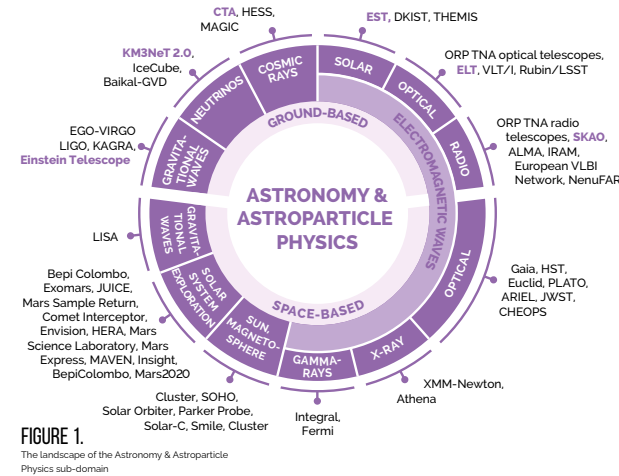 CTA, HESS,
MAGIC
EST, DKIST, THEMIS
KM3NeT 2.0,
IceCube,
Baikal-GVD
ORP TNA optical telescopes,
ELT, VLT/I, Rubin/LSST
EGO-VIRGO
LIGO, KAGRA,
Einstein Telescope
ORP TNA radio
telescopes, SKAO,
ALMA, IRAM,
European VLBI
Network, NenuFAR
COSMIC
RAYS
SOLAR
NEUTRINOS
OPTICAL
GRAVITA-
TIONAL
WAVES
RADIO
GROUND-BASED
ELECTROMAGNETIC WAVES
ASTRONOMY &
ASTROPARTICLE
PHYSICS
SPACE-BASED
GRAVITA-
TIONAL
WAVES
SOLAR
SYSTEM
EXPLORATION
SUN,
MAGNETO-
SPHERE
GAMMA-
RAYS
X-RAY
OPTICAL
LISA
Bepi Colombo,
Exomars, JUICE,
Mars Sample Return,
Comet Interceptor,
Envision, HERA, Mars
Science Laboratory, Mars
Express, MAVEN, Insight,
BepiColombo, Mars2020
Gaia, HST,
Euclid, PLATO,
ARIEL, JWST,
CHEOPS
Cluster, SOHO,
Solar Orbiter, Parker Probe,
Solar-C, Smile, Cluster
Integral,
Fermi
XMM-Newton,
Athena
FIGURE 1.
The landscape of the Astronomy & Astroparticle
Physics sub-domain